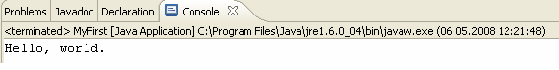 Problems Javadoc Declaration Console
<terminated> MyFirst [Java Application] C:\Program Files\Java\jre1.6.0_04\bin\javaw.exe (06 05.2008 12:21:48)
Hello, world.